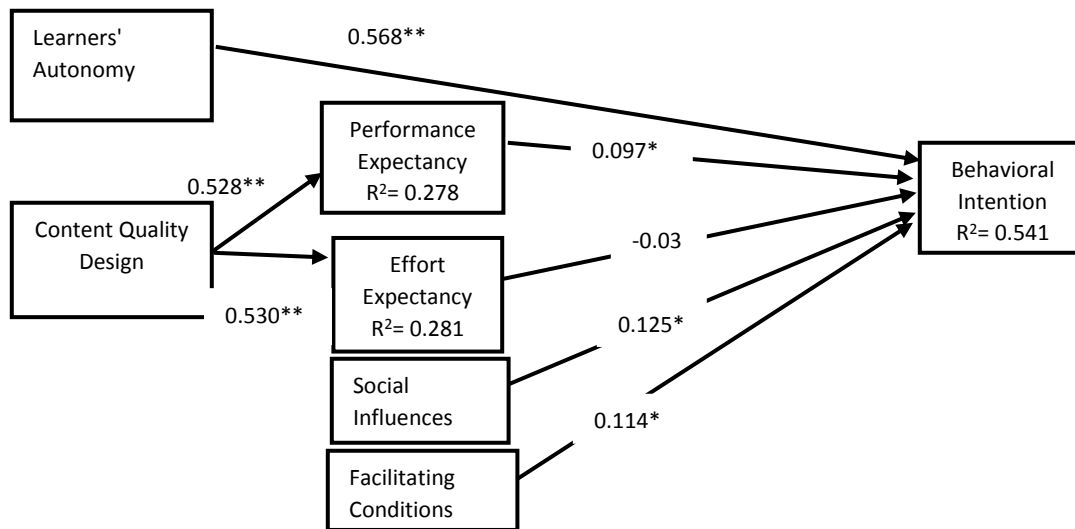 Learners'
Autonomy
0.568**
Performance
Expectancy
R²= 0.278
0.097*
Behavioral
Intention
R²= 0.541
0.528**
Content Quality
Design
-0.03
Effort
Expectancy
R²= 0.281
0.530**
0.125*
Social
Influences
0.114*
Facilitating
Conditions